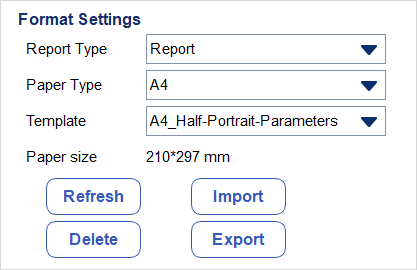 Format Settings
Report Type Report
Paper Type A4
Template A4_Half-Portrait-Parameters
Paper size 210*297 mm
Refresh Import
Delete Export